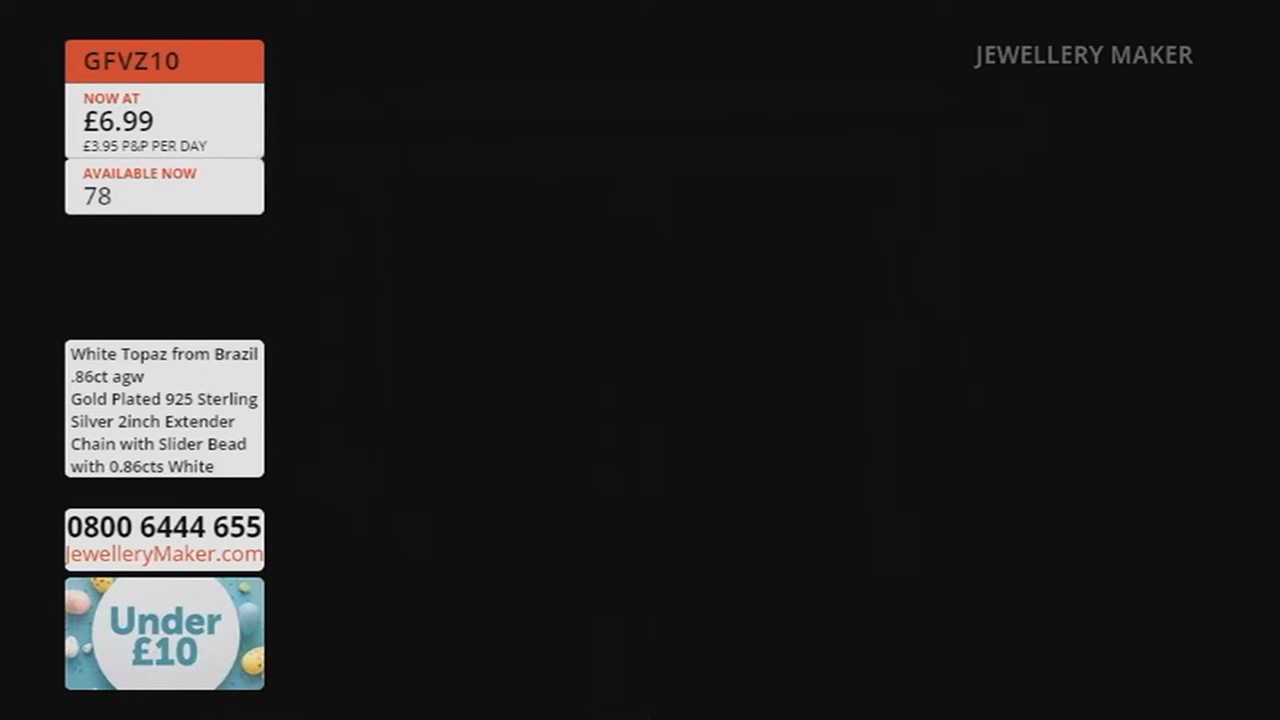 GFVZ10
NOW AT
£6.99
£3.95 P&P PER DAY
AVAILABLE NOW
78
JEWELLERY MAKER
White Topaz from Brazil
.86ct agw
Gold Plated 925 Sterling
Silver 2inch Extender
Chain with Slider Bead
with 0.86cts White
0800 6444 655
JewelleryMaker.com
Under
£10